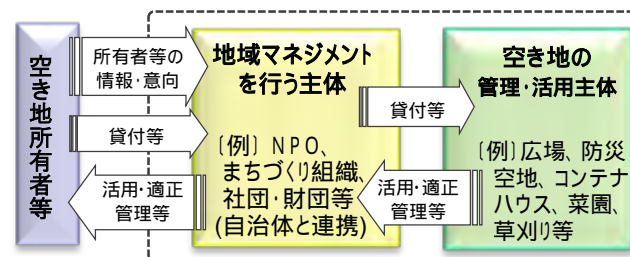 空き地所有者等
所有者等の
情報・意向
貸付等
活用・適正
管理等
地域マネジメント
を行う主体
〔例〕NPO、
まちづくり組織、
社団・財団等
(自治体と連携)
貸付等
活用・適正
管理等
空き地の
管理・活用主体
〔例〕広場、防災
空地、コンテナ
ハウス、菜園、
草刈り等